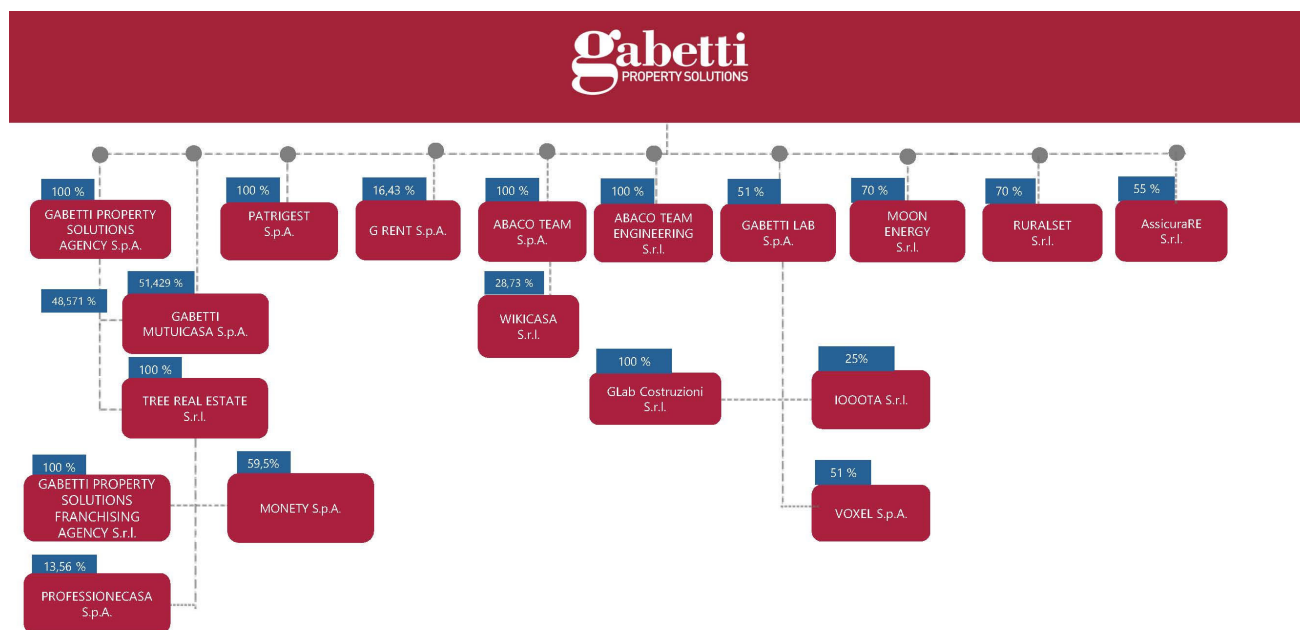 gabetti
PROPERTY SOLUTIONS
100 %
GABETTI PROPERTY
SOLUTIONS
AGENCY S.p.A.
100 %
PATRIGEST
S.p.A.
16,43 %
G RENT S.p.A.
100 %
ABACO TEAM
S.p.A.
100 %
ABACO TEAM
ENGINEERING
S.r.l.
51 %
GABETTI LAB
S.p.A.
70 %
MOON
ENERGY
S.r.l.
70 %
RURALSET
S.r.l.
55 %
AssicuraRE
S.r.l.
48,571 %
51,429 %
GABETTI
MUTUICASA S.p.A.
28,73 %
WIKICASA
S.r.l.
100 %
TREE REAL ESTATE
S.r.l.
100 %
GLab Costruzioni
S.r.l.
25%
IOOOTA S.r.l.
100 %
GABETTI PROPERTY
SOLUTIONS
FRANCHISING
AGENCY S.r.l.
59,5%
MONETY S.p.A.
51 %
VOXEL S.p.A.
13,56 %
PROFESSIONECASA
S.p.A.